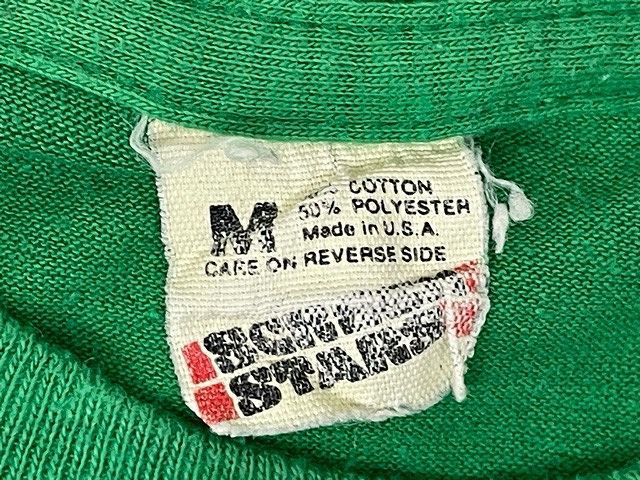 M
COTTON
50% POLYESTER
Made in U.S.A.
CARE ON REVERSE SIDE
SCREEN
STARS